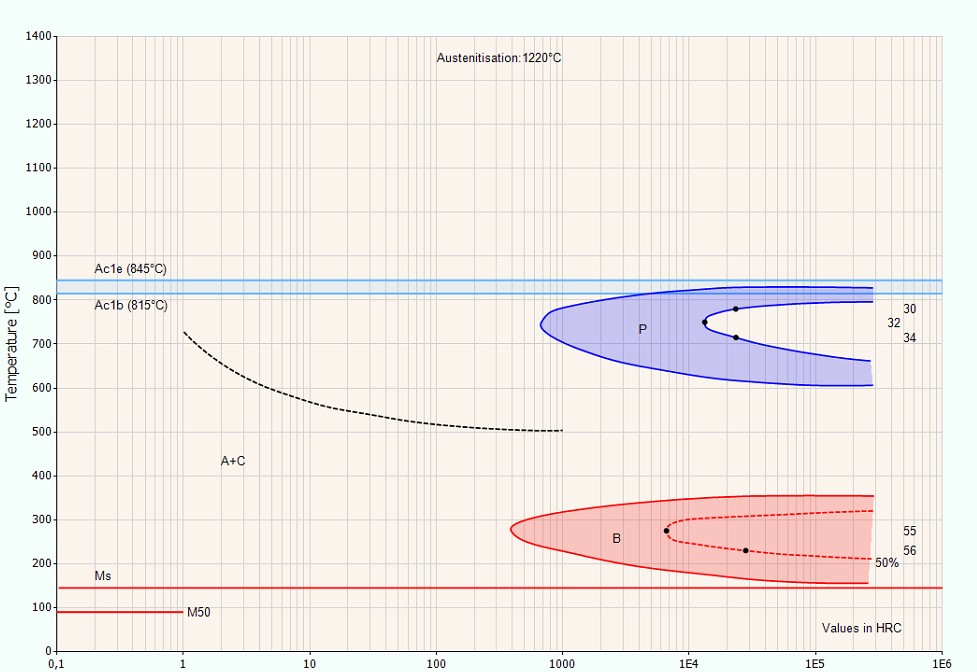 1400
Austenitisation:1220°C
1300
1200
1100
1000
900
Ac1e (845°C)
800
Ac1b (815°C)
30
P
32
34
700
600
500
A+C
400
300
B
55
56
50%
200
Ms
100
M50
Values in HRC
0
0,1
1
10
100
1000
1E4
1E5
1E6
Temperature [°C]